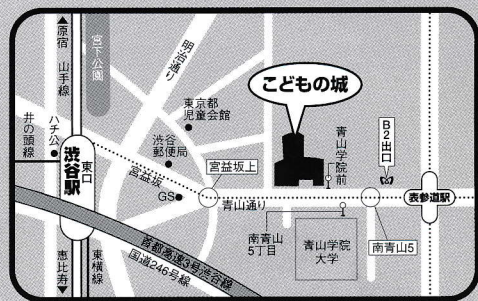 ▲原宿
山手線
宮下公園
明治通り
こどもの城
東京都
児童会館
井の頭線
ハチ公
渋谷駅
東口
渋谷
郵便局
宮益坂
宮益坂上
GS
青山通り
青山学院前
B2出口
表参道駅
南青山
5丁目
青山学院
大学
南青山5
首都高速3号渋谷線
国道246号線
恵比寿▼
東横線